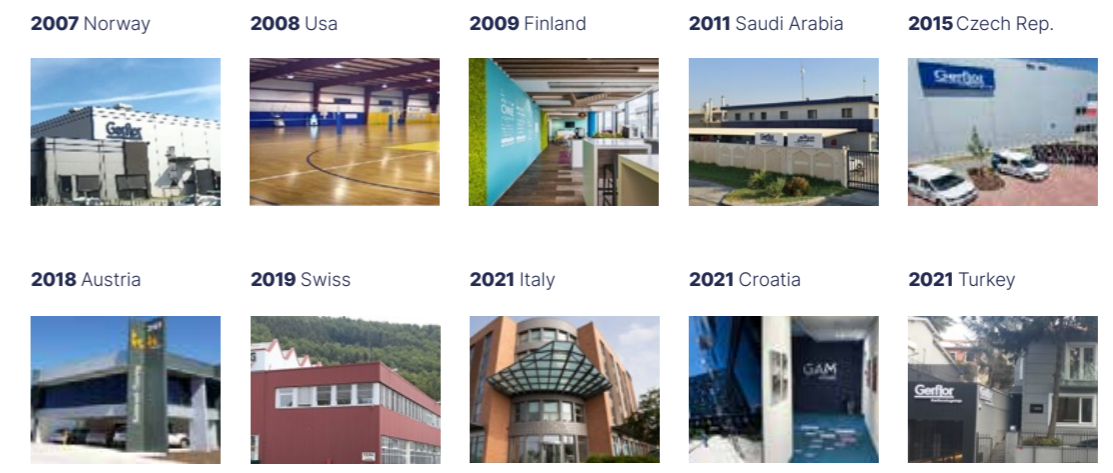 2007 Norway
2008 Usa
2009 Finland
2011 Saudi Arabia
2015 Czech Rep.
Gerflor
Gerflor
2018 Austria
2019 Swiss
2021 Italy
2021 Croatia
2021 Turkey
GAM
Gerflor